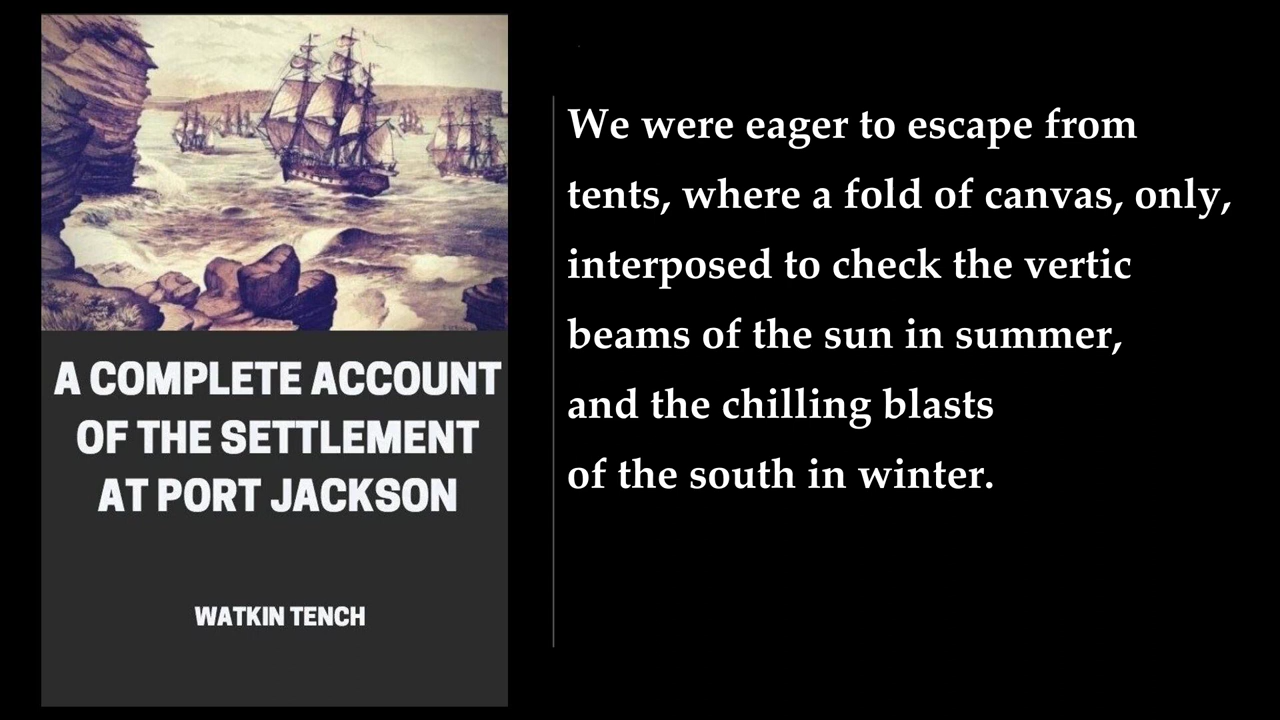 A COMPLETE ACCOUNT
OF THE SETTLEMENT
AT PORT JACKSON
WATKIN TENCH
We were eager to escape from
tents, where a fold of canvas, only,
interposed to check the vertic
beams of the sun in summer,
and the chilling blasts
of the south in winter.